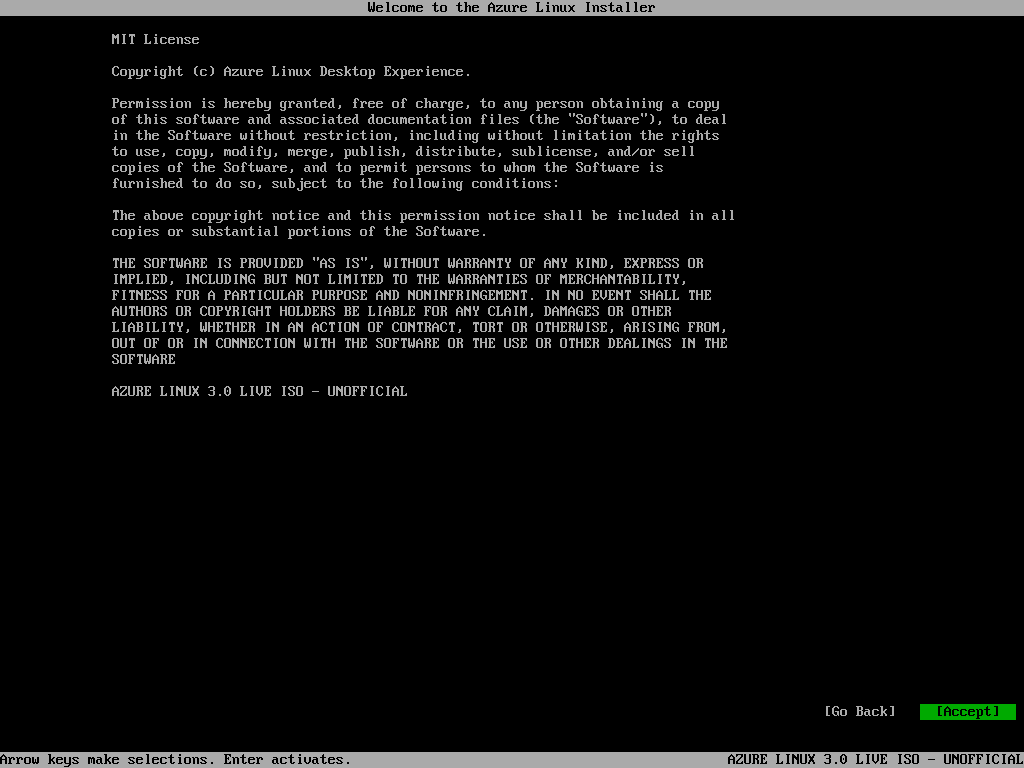 Welcome to the Azure Linux Installer
MIT License
Copyright (c) Azure Linux Desktop Experience.
Permission is hereby granted, free of charge, to any person obtaining a copy
of this software and associated documentation files (the "Software"), to deal
in the Software without restriction, including without limitation the rights
to use, copy, modify, merge, publish, distribute, sublicense, and/or sell
copies of the Software, and to permit persons to whom the Software is
furnished to do so, subject to the following conditions:
The above copyright notice and this permission notice shall be included in all
copies or substantial portions of the Software.
THE SOFTWARE IS PROVIDED "AS IS", WITHOUT WARRANTY OF ANY KIND, EXPRESS OR
IMPLIED, INCLUDING BUT NOT LIMITED TO THE WARRANTIES OF MERCHANTABILITY,
FITNESS FOR A PARTICULAR PURPOSE AND NONINFRINGEMENT. IN NO EVENT SHALL THE
AUTHORS OR COPYRIGHT HOLDERS BE LIABLE FOR ANY CLAIM, DAMAGES OR OTHER
LIABILITY, WHETHER IN AN ACTION OF CONTRACT, TORT OR OTHERWISE, ARISING FROM,
OUT OF OR IN CONNECTION WITH THE SOFTWARE OR THE USE OR OTHER DEALINGS IN THE
SOFTWARE
AZURE LINUX 3.0 LIVE ISO - UNOFFICIAL
[Go Back] [Accept]
Arrow keys make selections. Enter activates. AZURE LINUX 3.0 LIVE ISO - UNOFFICIAL